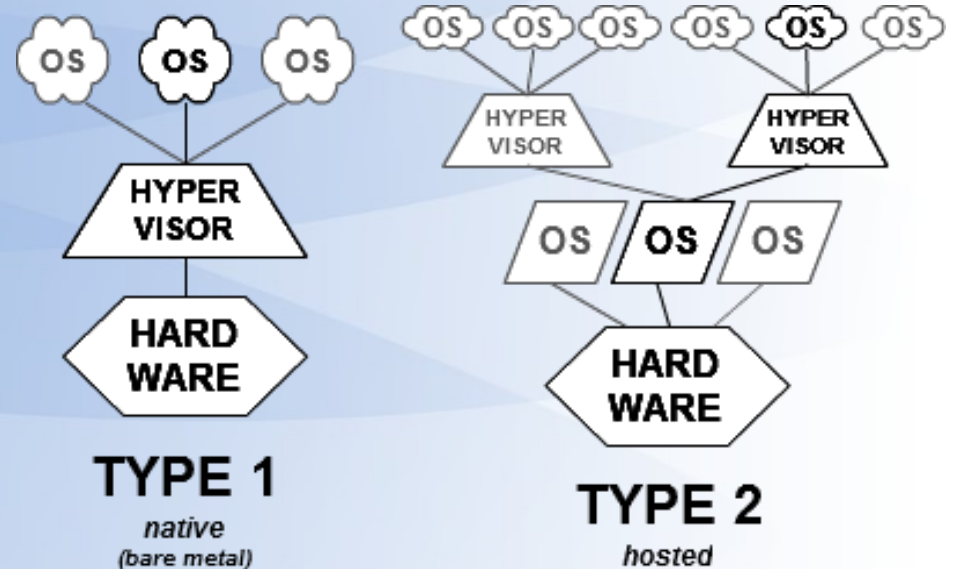 OS OS OS
HYPER
VISOR
HARD
WARE
TYPE 1
native
(bare metal)
OS OS OS OS OS OS
HYPER
VISOR
HYPER
VISOR
OS OS OS
HARD
WARE
TYPE 2
hosted